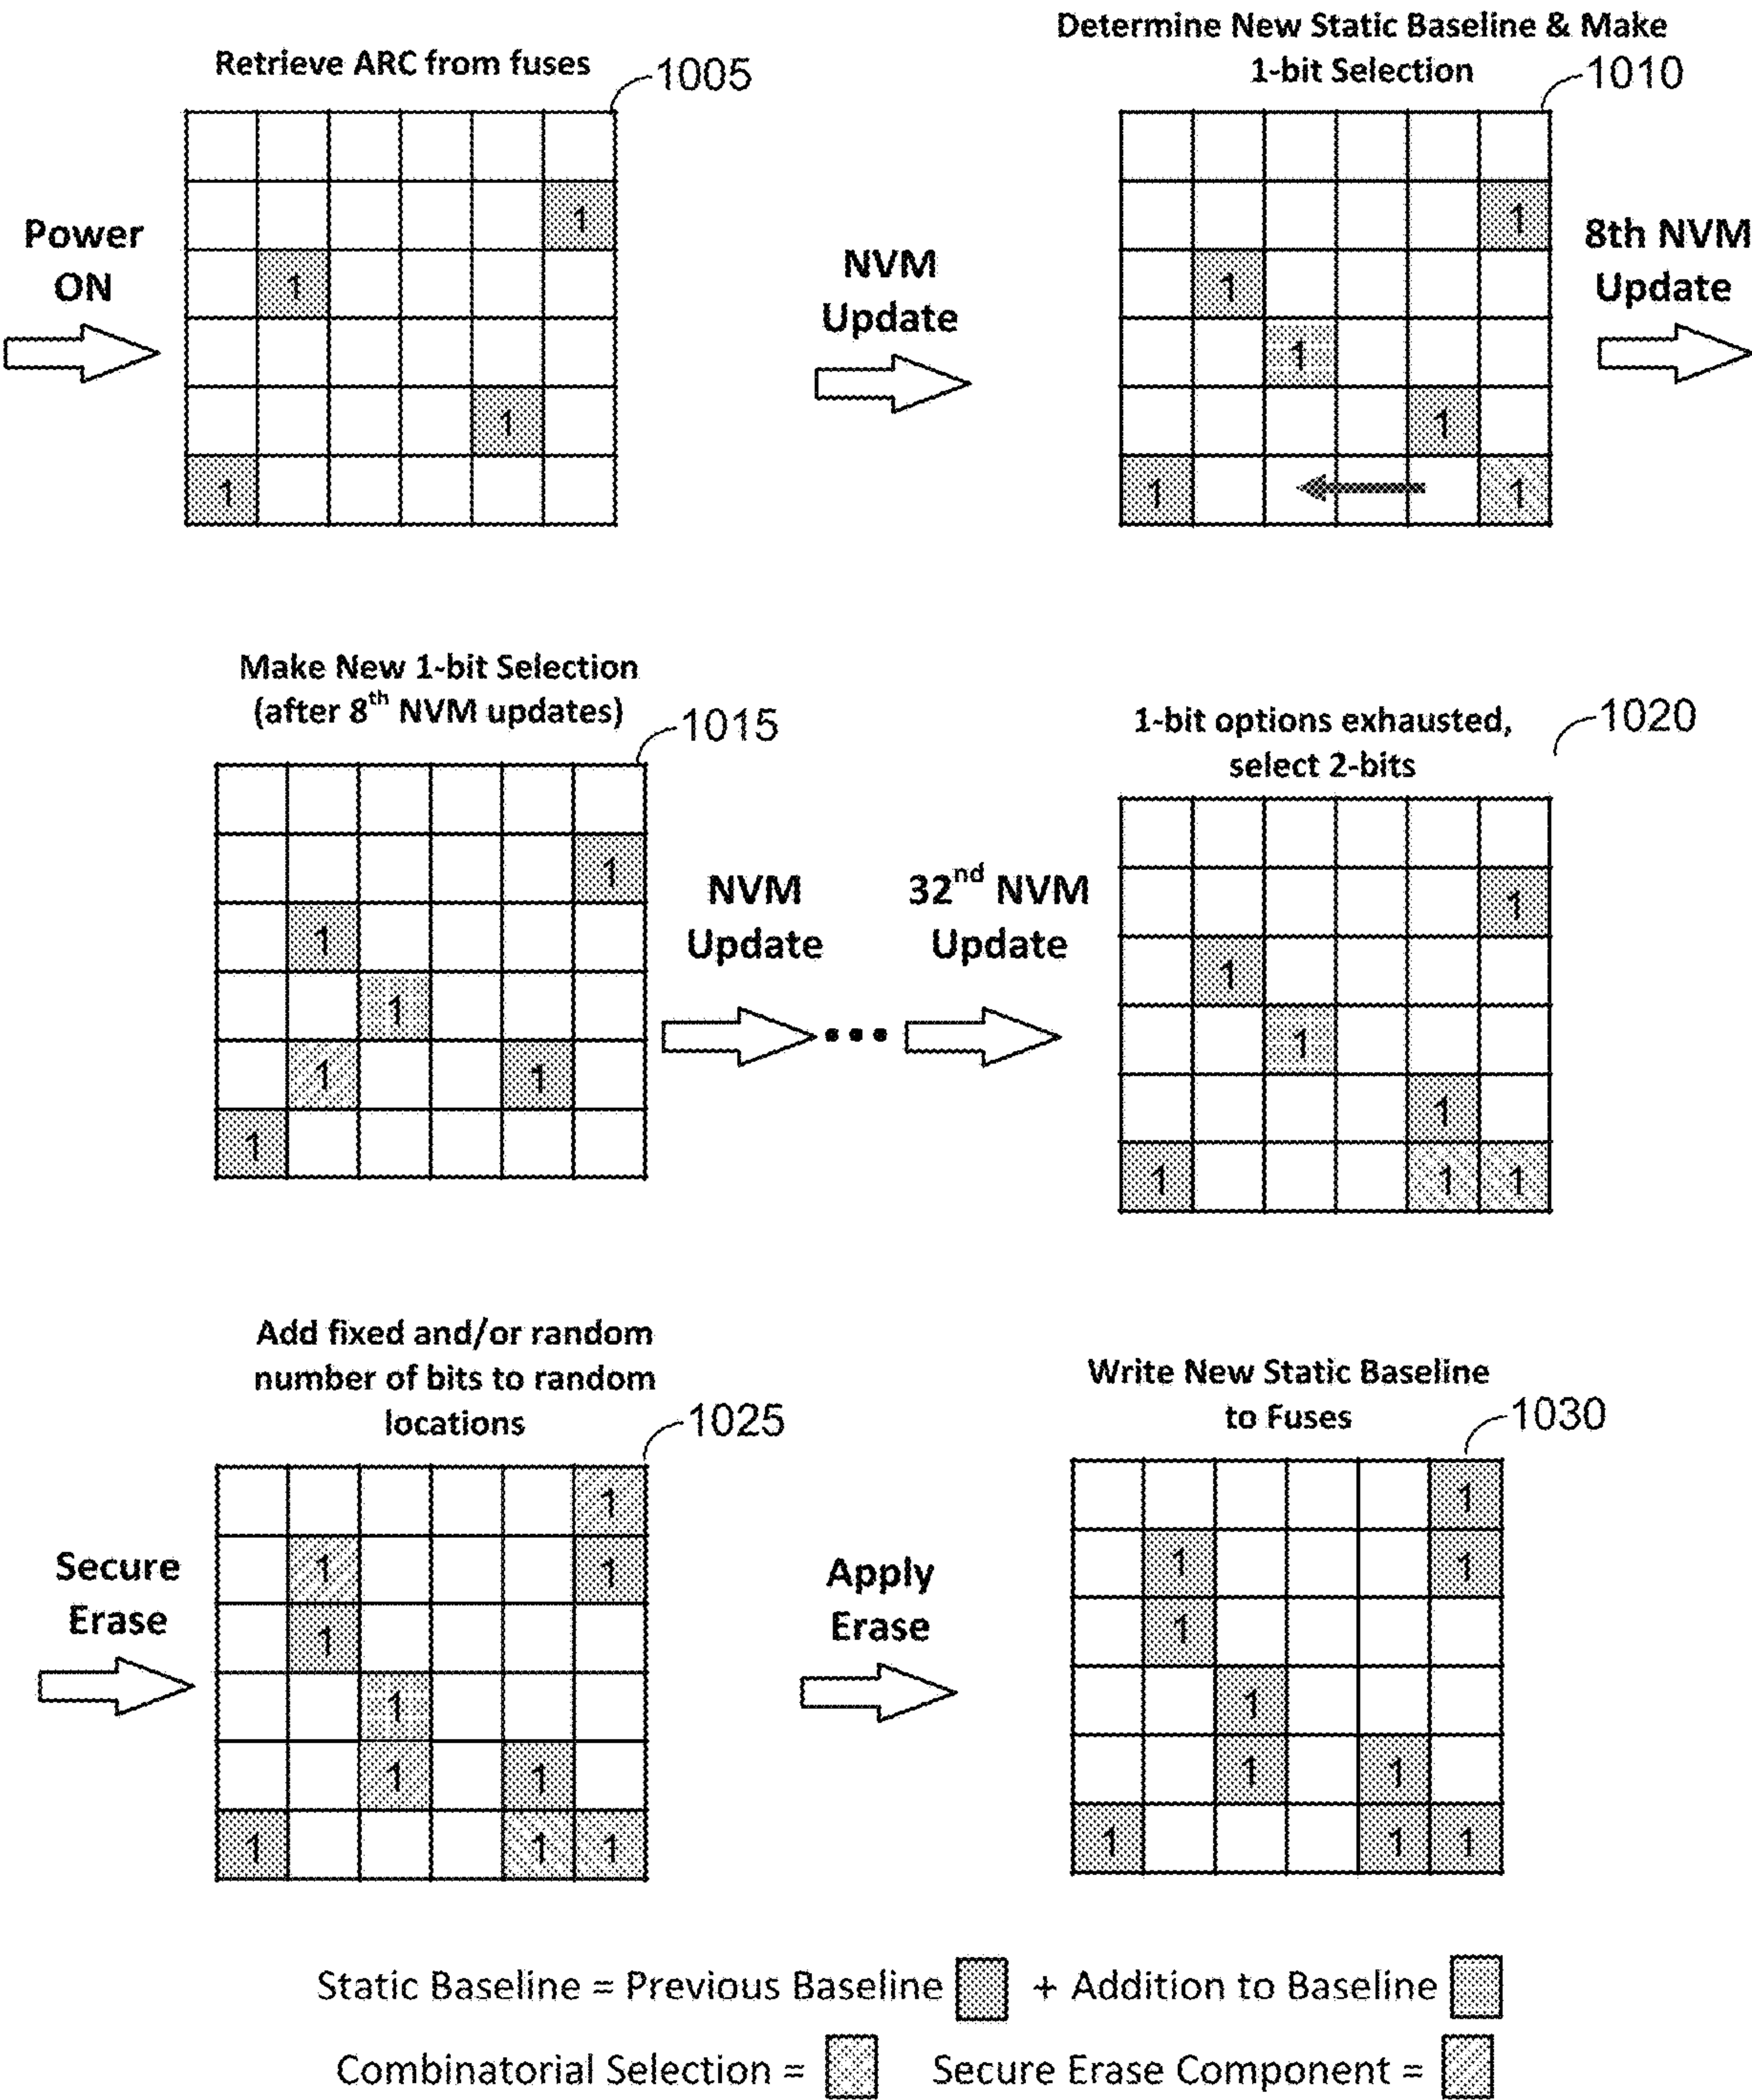 Retrieve ARC from fuses
1005
Determine New Static Baseline & Make
1-bit Selection
1010
Power
ON
1
1
1
1
NVM
Update
1
1
1
1
1
1
8th NVM
Update
Make New 1-bit Selection
(after 8th NVM updates)
1015
1-bit options exhausted,
select 2-bits
1020
1
1
1
1 1
1
NVM
Update
32nd NVM
Update
1
1
1
1
1 1 1
Add fixed and/or random
number of bits to random
locations
1025
Write New Static Baseline
to Fuses
1030
Secure
Erase
1
1 1
1
1
1 1
1 1 1
Apply
Erase
1
1 1
1
1
1 1
1 1 1
Static Baseline = Previous Baseline + Addition to Baseline
Combinatorial Selection = Secure Erase Component =